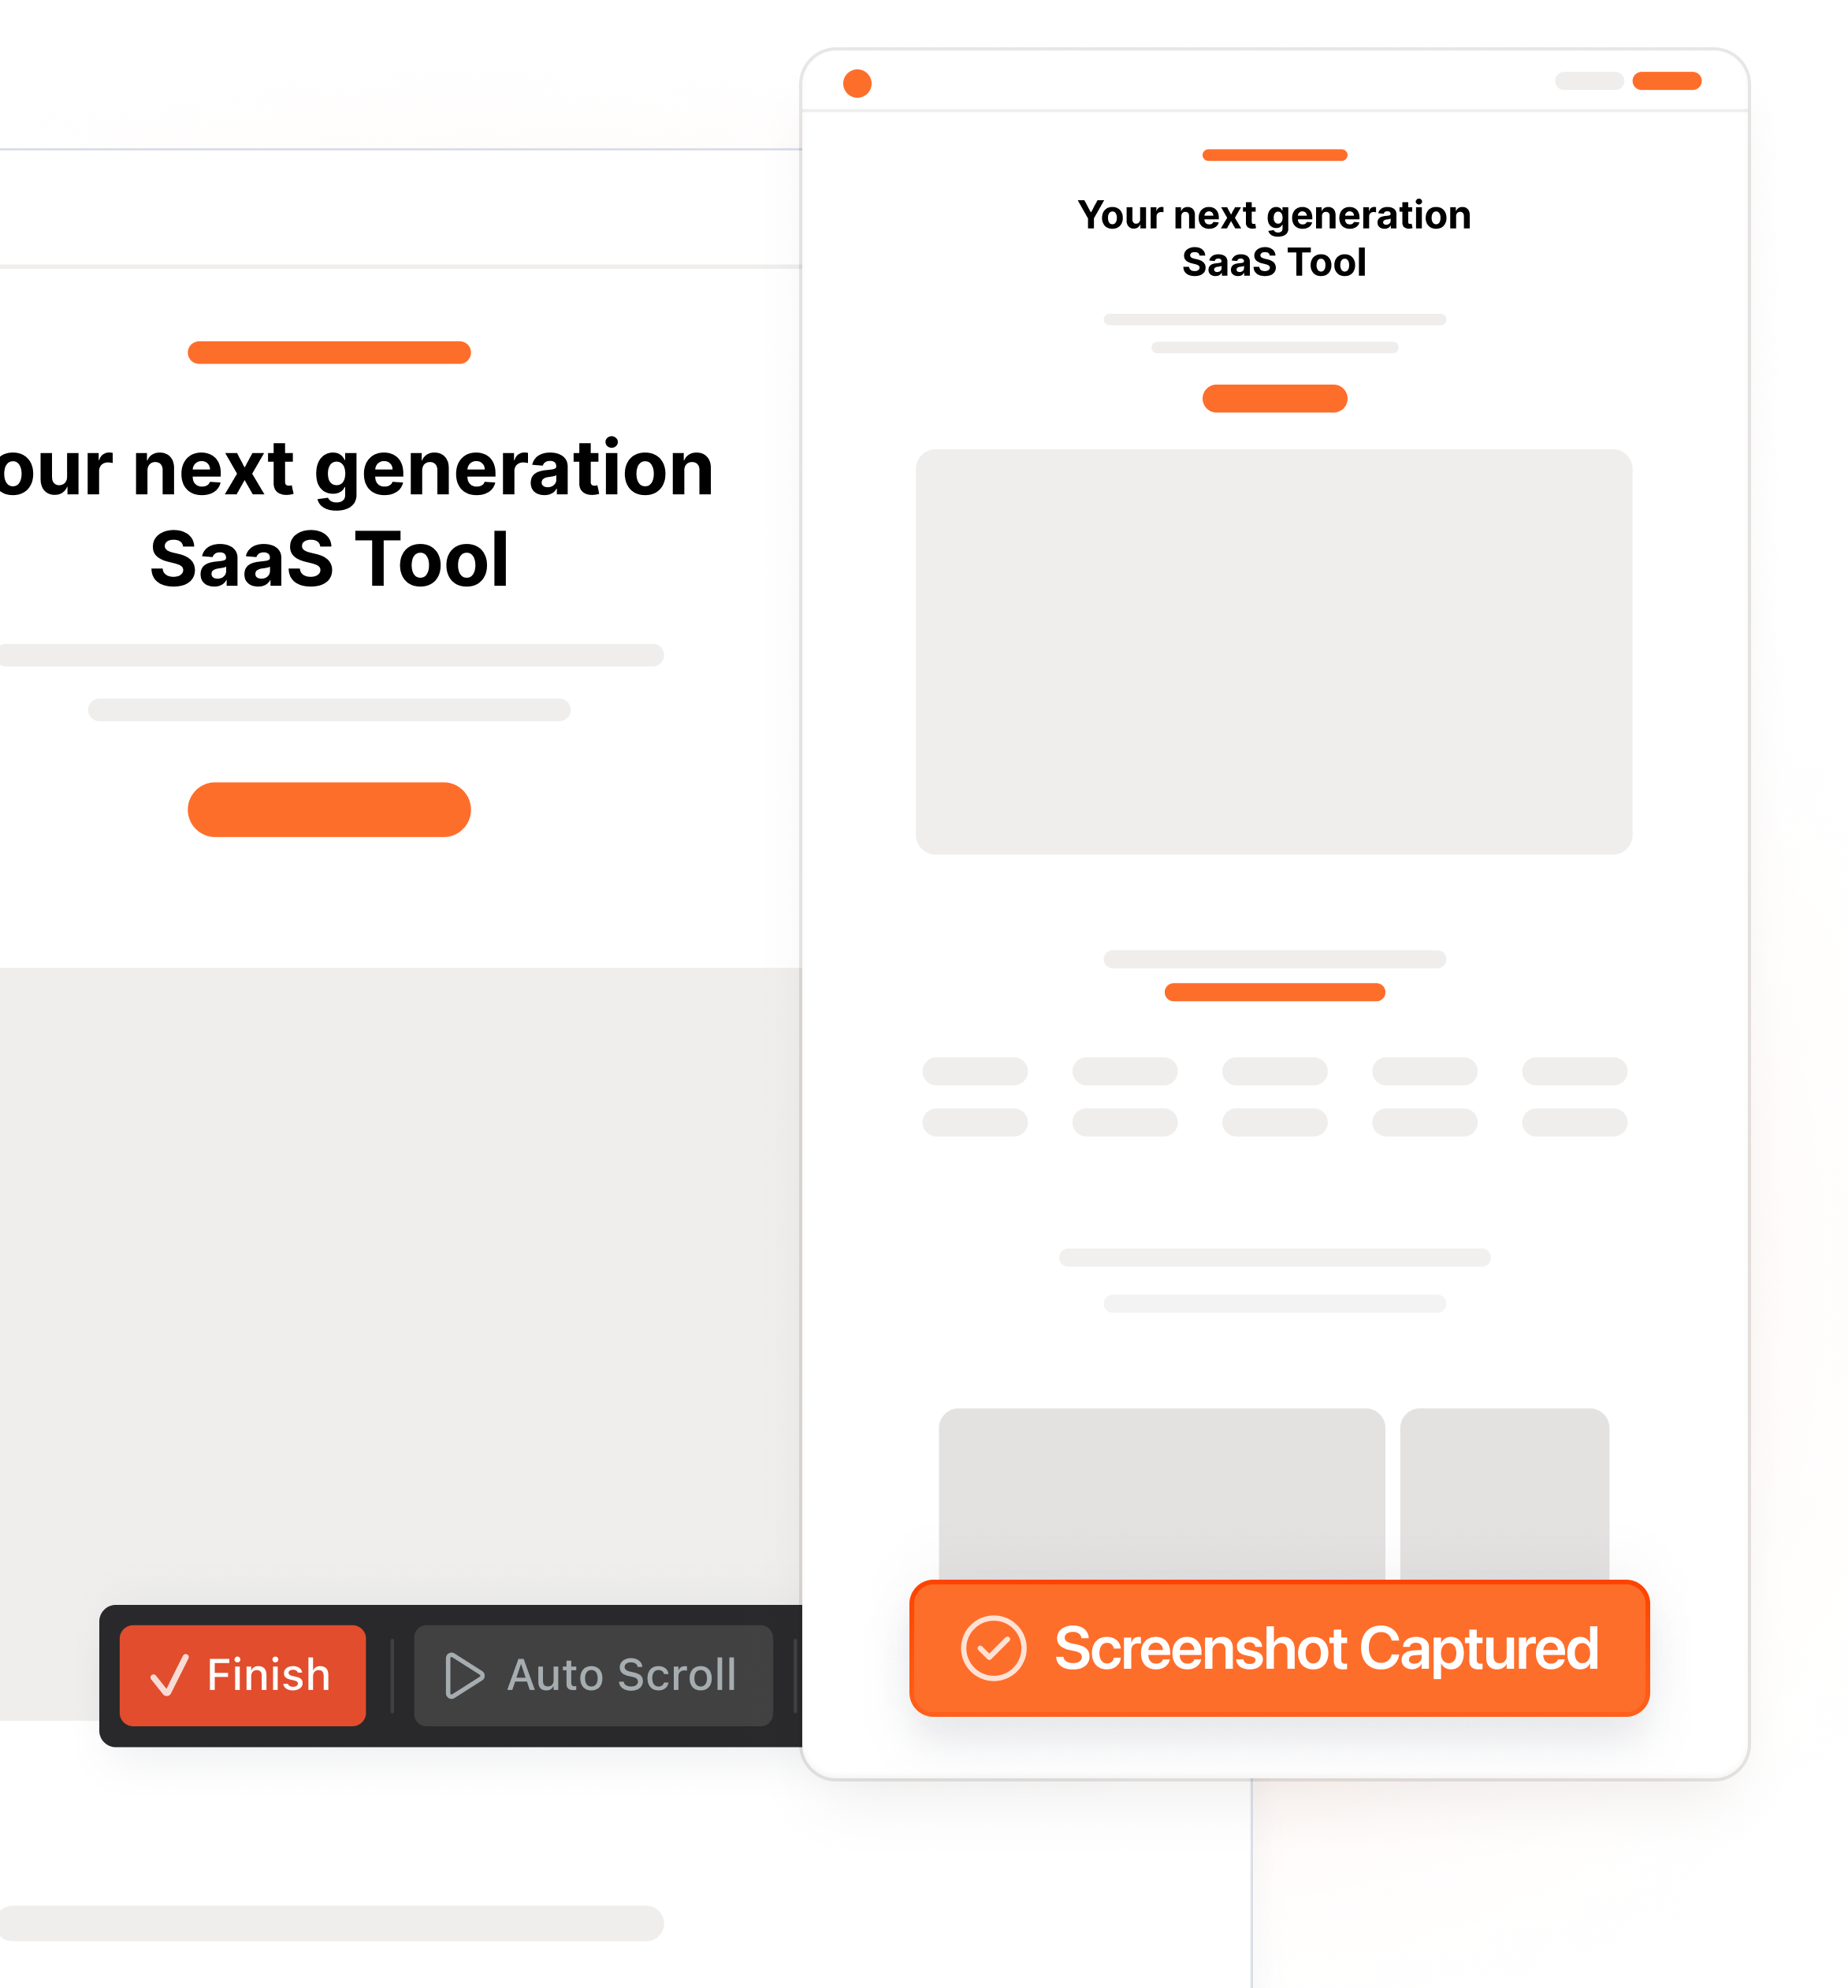 our next generation
SaaS Tool
Finish
Auto Scroll
Your next generation
SaaS Tool
Screenshot Captured